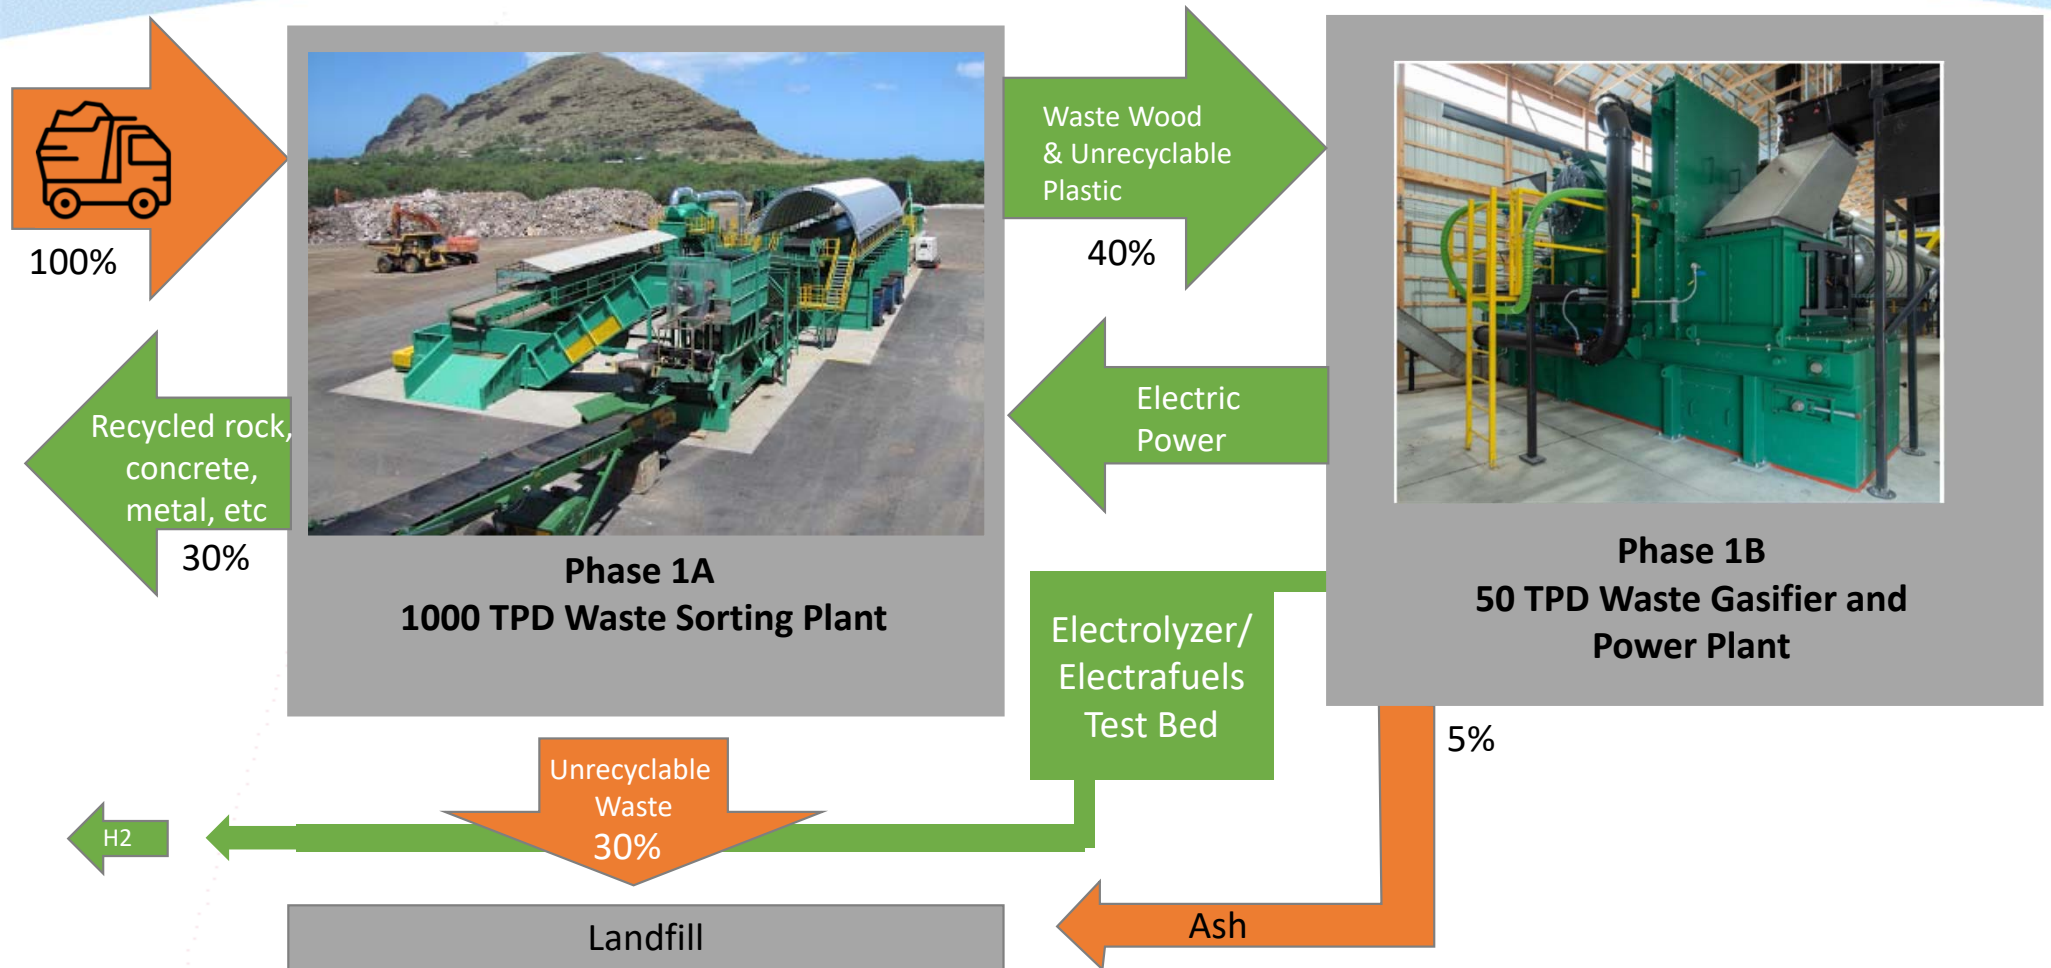 100%
Recycled rock,
concrete,
metal, etc
30%
Phase 1A
1000 TPD Waste Sorting Plant
Waste Wood
& Unrecyclable
Plastic
40%
Electric
Power
Phase 1B
50 TPD Waste Gasifier and
Power Plant
Electrolyzer/
Electrafuels
Test Bed
5%
Unrecyclable
Waste
30%
H2
Ash
Landfill